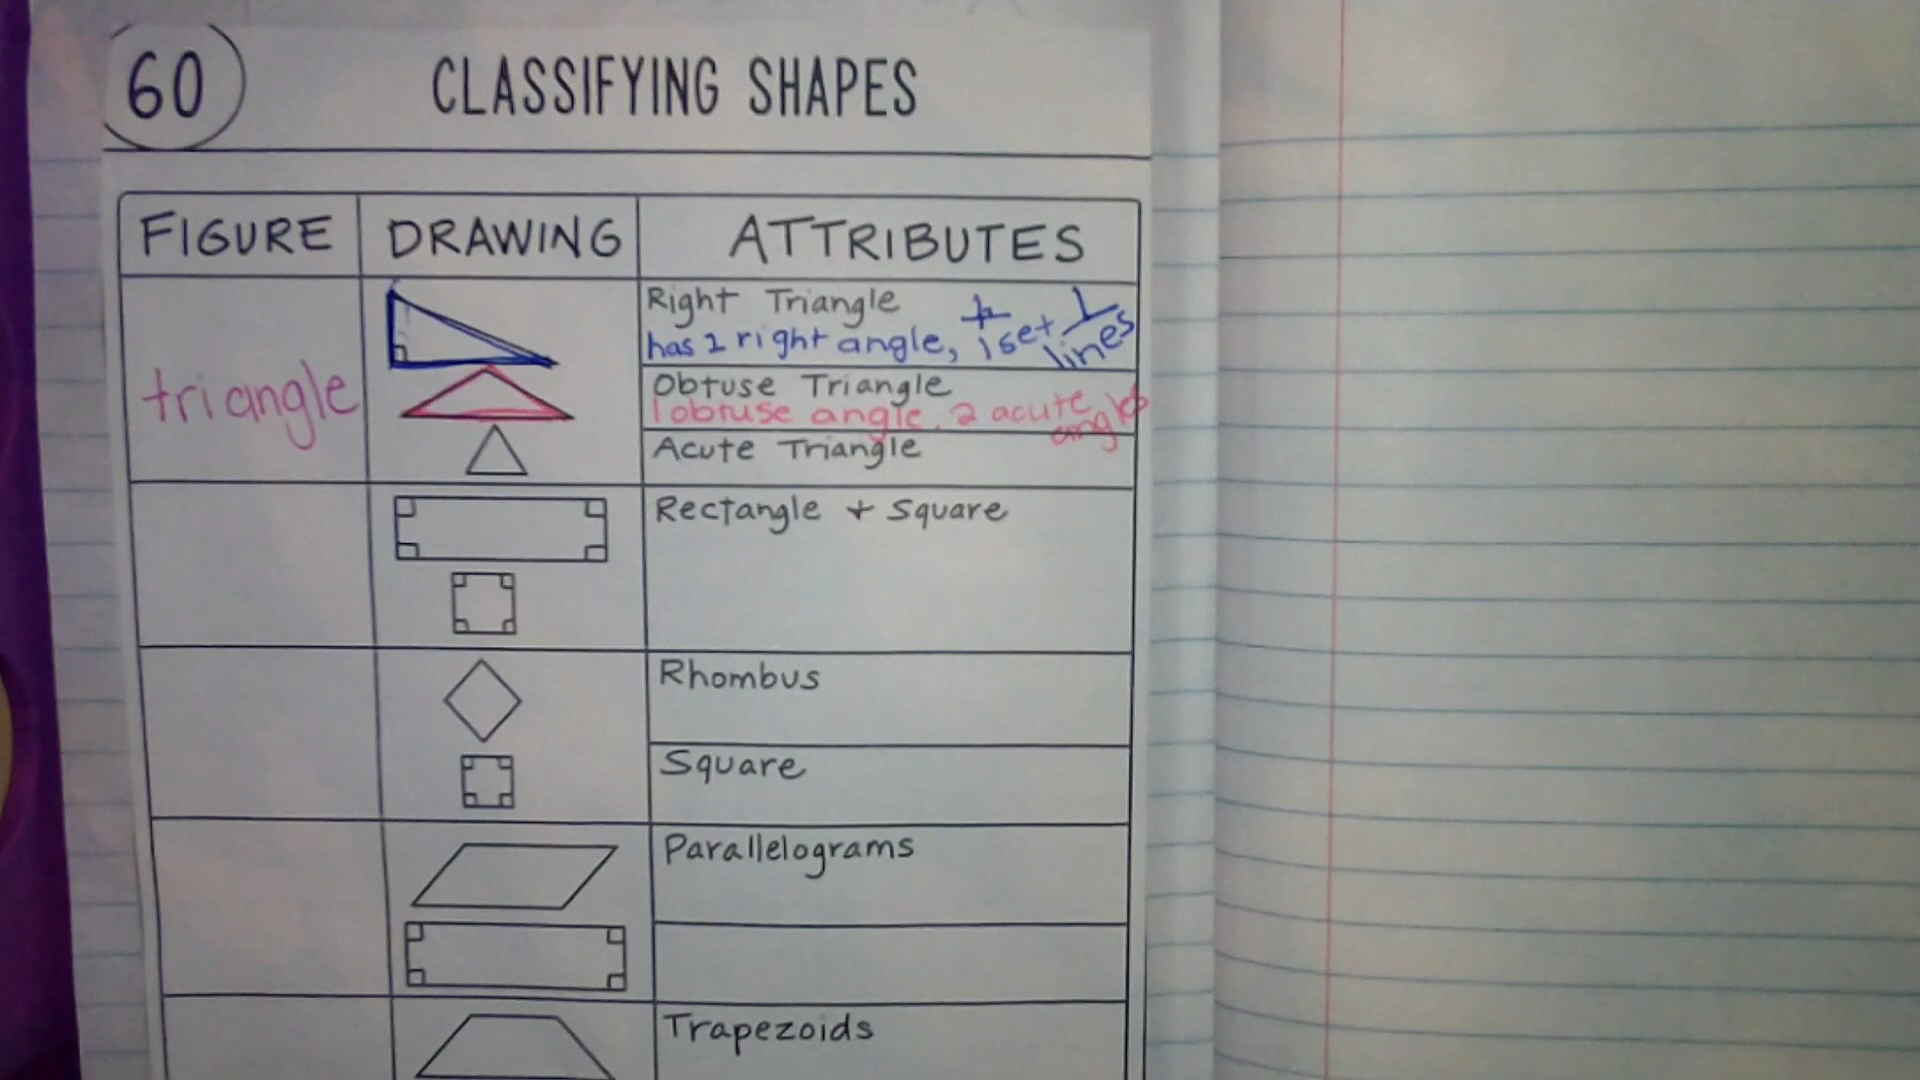 60
CLASSIFYING SHAPES
FIGURE DRAWING ATTRIBUTES
triangle
Right Triangle
has 1 right angle, 1 set ⊥ lines
Obtuse Triangle
1 obtuse angle, 2 acute angles
Acute Triangle
Rectangle + Square
Rhombus
Square
Parallelograms
Trapezoids